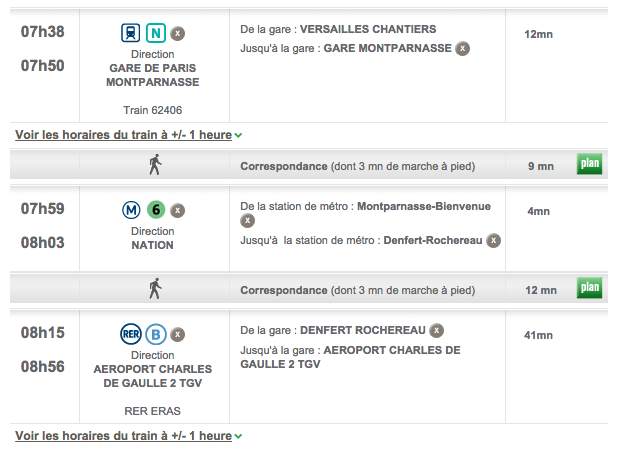 07h38
07h50
N x
Direction
GARE DE PARIS
MONTPARNASSE
Train 62406
De la gare : VERSAILLES CHANTIERS
Jusqu'à la gare : GARE MONTPARNASSE x
12mn
Voir les horaires du train à +/- 1 heure
Correspondance (dont 3 mn de marche à pied)
9 mn
plan
07h59
08h03
M 6 x
Direction
NATION
De la station de métro : Montparnasse-Bienvenue
x
Jusqu'à la station de métro : Denfert-Rochereau x
4mn
Correspondance (dont 3 mn de marche à pied)
12 mn
plan
08h15
08h56
RER B x
Direction
AEROPORT CHARLES
DE GAULLE 2 TGV
RER ERAS
De la gare : DENFERT ROCHEREAU x
Jusqu'à la gare : AEROPORT CHARLES DE
GAULLE 2 TGV
41mn
Voir les horaires du train à +/- 1 heure